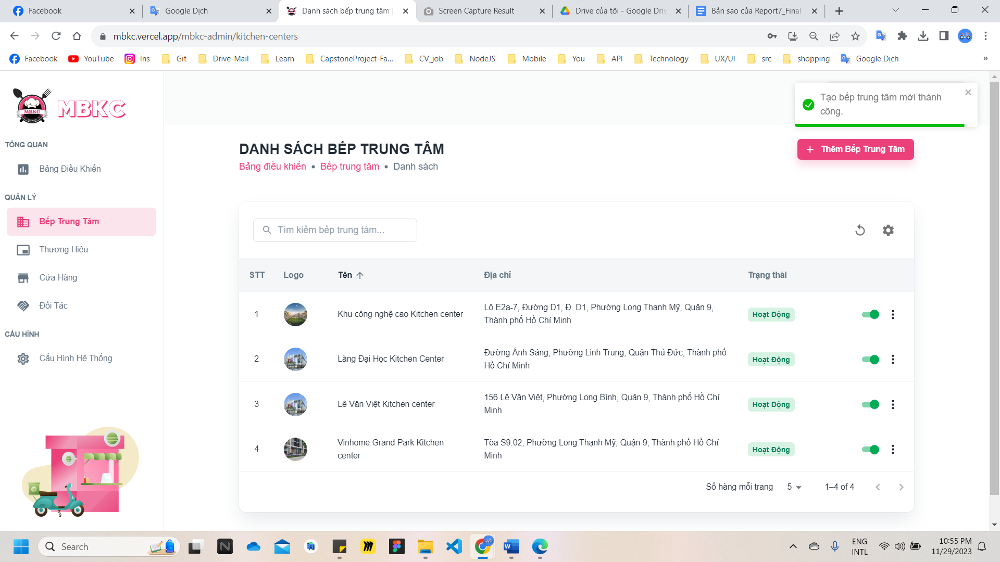 Facebook
Google Dịch
Danh sách bếp trung tâm |
Screen Capture Result
Drive của tôi - Google Driv
Bản sao của Report7_Final
mbkc.vercel.app/mbkc-admin/kitchen-centers
Facebook
YouTube
Ins
Git
Drive-Mail
Learn
CapstoneProject-Fa...
CV_job
NodeJS
Mobile
You
API
Technology
UX/UI
src
shopping
Google Dịch
»
MBKC
MBKC
Tạo bếp trung tâm mới thành
công.
TỔNG QUAN
Bảng Điều Khiển
QUẢN LÝ
Bếp Trung Tâm
Thương Hiệu
Cửa Hàng
Đối Tác
CẤU HÌNH
Cấu Hình Hệ Thống
DANH SÁCH BẾP TRUNG TÂM
Bảng điều khiển • Bếp trung tâm • Danh sách
Thêm Bếp Trung Tâm
Tìm kiếm bếp trung tâm...
STT Logo Tên Địa chỉ Trạng thái
1 Khu công nghệ cao Kitchen center Lô E2a-7, Đường D1, Đ. D1, Phường Long Thạnh Mỹ, Quận 9,
Thành phố Hồ Chí Minh
Hoạt Động
2 Làng Đại Học Kitchen Center Đường Ánh Sáng, Phường Linh Trung, Quận Thủ Đức, Thành phố
Hồ Chí Minh
Hoạt Động
3 Lê Văn Việt Kitchen center 156 Lê Văn Việt, Phường Long Bình, Quận 9, Thành phố Hồ Chí
Minh
Hoạt Động
4 Vinhome Grand Park Kitchen
center
Tòa S9.02, Phường Long Thạnh Mỹ, Quận 9, Thành phố Hồ Chí
Minh
Hoạt Động
Số hàng mỗi trang 5 1–4 of 4
Search
ENG
INTL
10:55 PM
11/29/2023